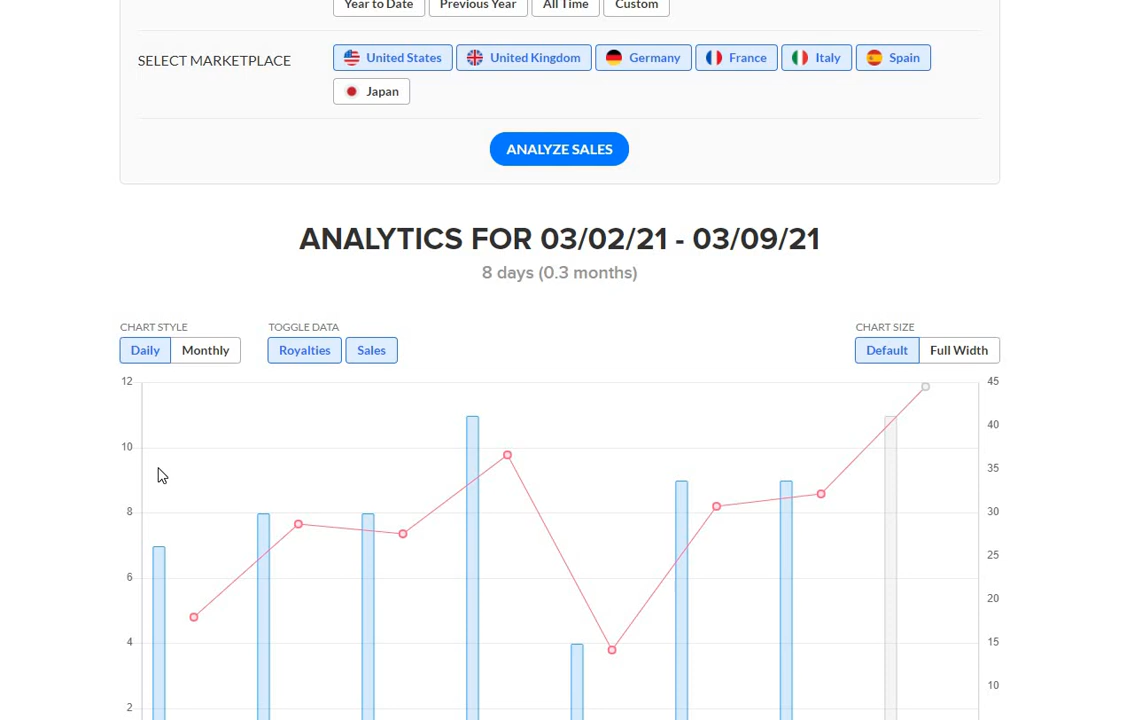 Year to Date Previous Year All Time Custom
SELECT MARKETPLACE United States United Kingdom Germany France Italy Spain
Japan
ANALYZE SALES
ANALYTICS FOR 03/02/21 - 03/09/21
8 days (0.3 months)
CHART STYLE TOGGLE DATA CHART SIZE
Daily Monthly Royalties Sales Default Full Width
12 45
40
10
35
8 30
25
6
20
4 15
10
2